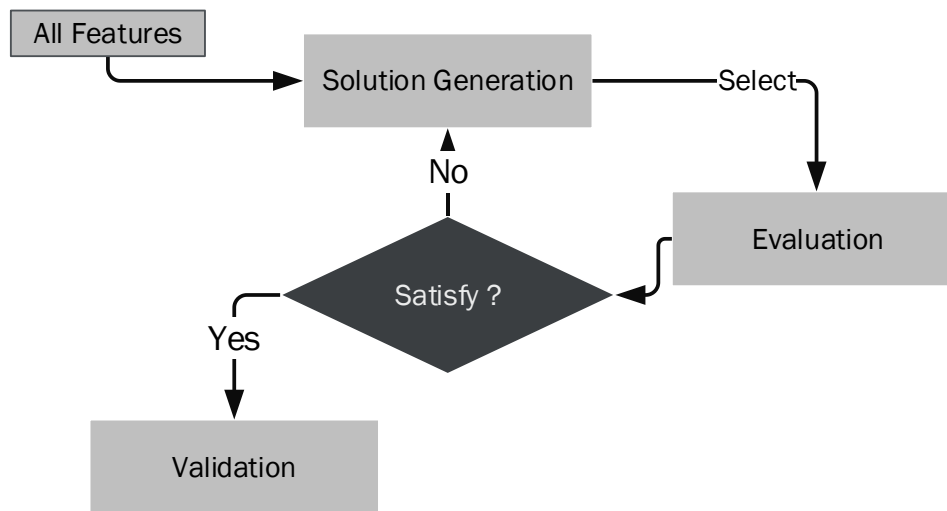 All Features
Solution Generation
Select
No
Evaluation
Satisfy ?
Yes
Validation